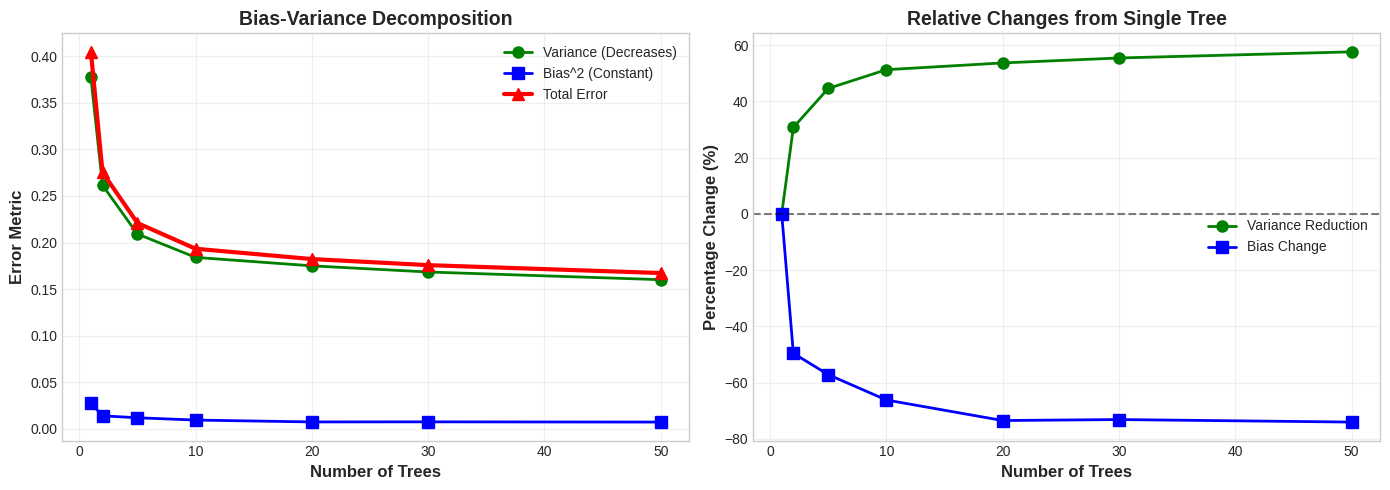 Bias-Variance Decomposition
Error Metric
0.40
0.35
0.30
0.25
0.20
0.15
0.10
0.05
0.00
Variance (Decreases)
Bias^2 (Constant)
Total Error
0 10 20 30 40 50
Number of Trees
Relative Changes from Single Tree
Percentage Change (%)
60
40
20
0
−20
−40
−60
−80
Variance Reduction
Bias Change
0 10 20 30 40 50
Number of Trees